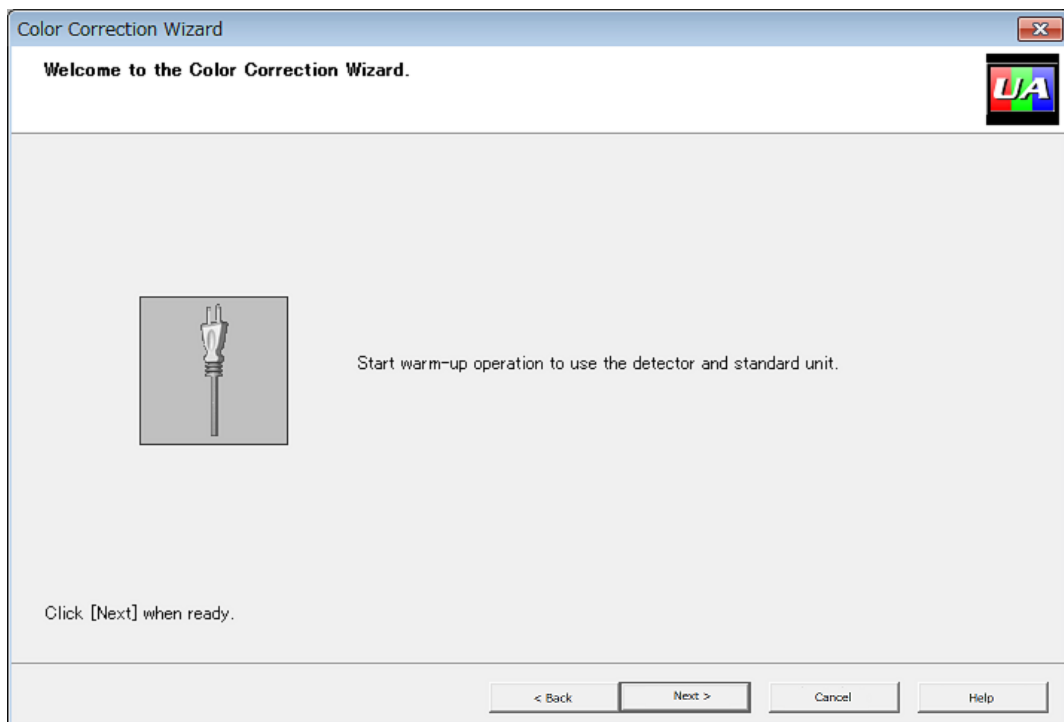 Color Correction Wizard
Welcome to the Color Correction Wizard.
UA
Start warm-up operation to use the detector and standard unit.
Click [Next] when ready.
< Back
Next >
Cancel
Help